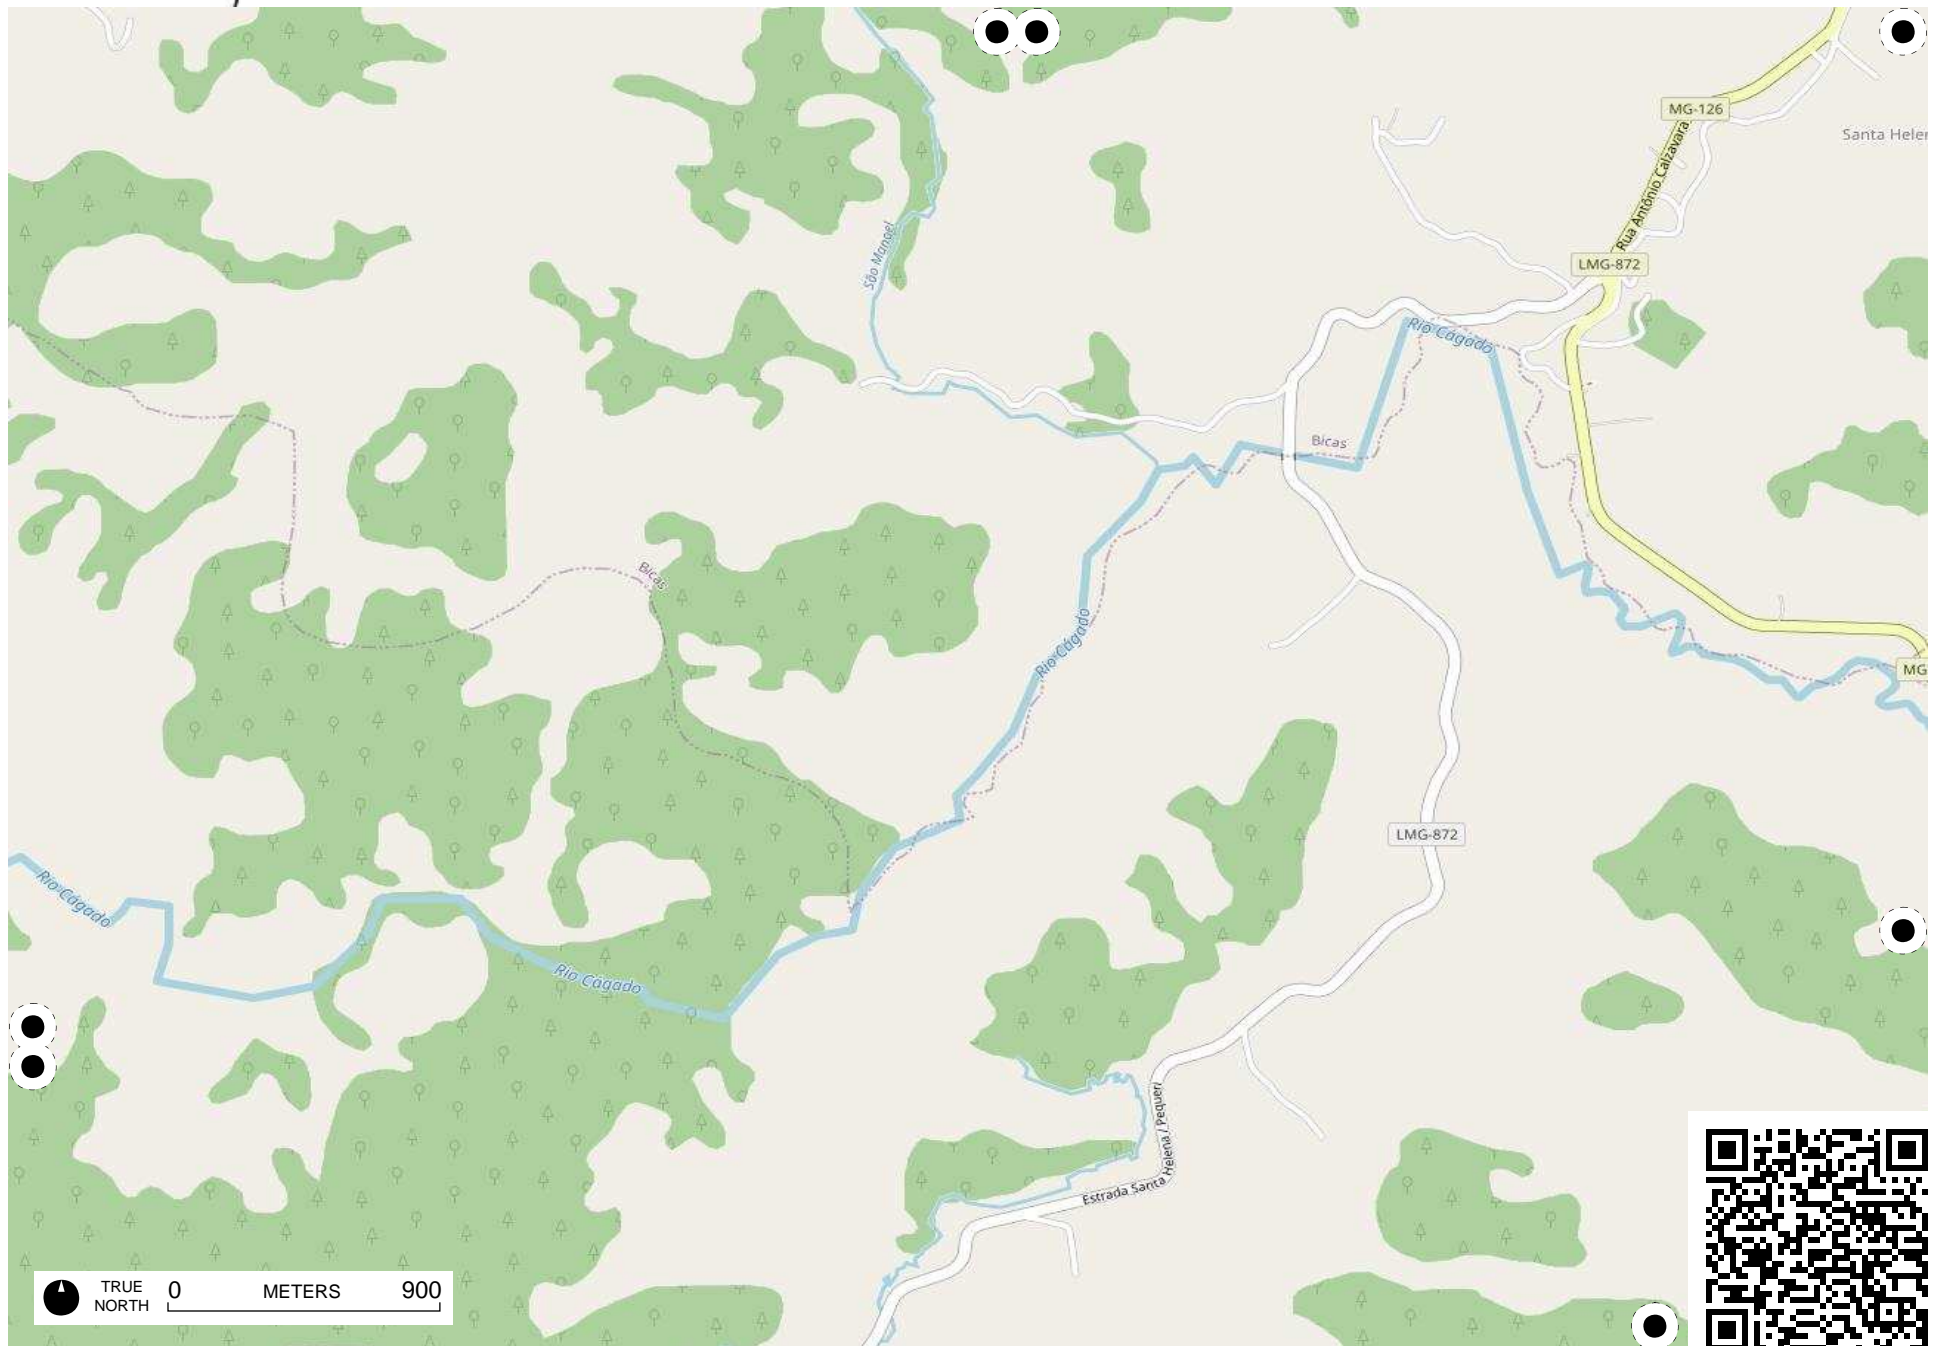 MG-126
Santa Heler
Rua Antônio Calzavara
São Manoel
LMG-872
Rio Cágado
Bicas
Bicas
Rio Cágado
MG
LMG-872
Rio Cágado
Rio Cágado
Estrada Santa Helena / Pequeri
TRUE NORTH
0 METERS 900